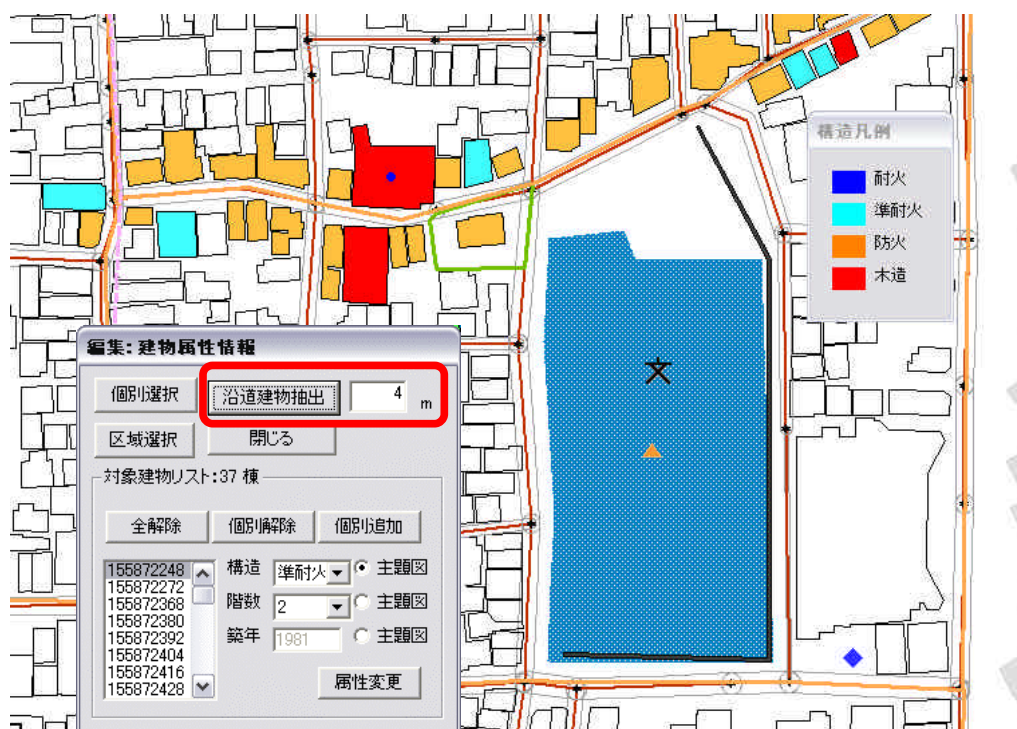 構造凡例
耐火
準耐火
防火
木造
編集: 建物属性情報
個別選択 沿道建物抽出 4 m
区域選択 閉じる
対象建物リスト:37 棟
全解除 個別解除 個別追加
155872248
155872272
155872368
155872380
155872392
155872404
155872416
155872428
構造 準耐火 主題図
階数 2 主題図
築年 1981 主題図
属性変更
文